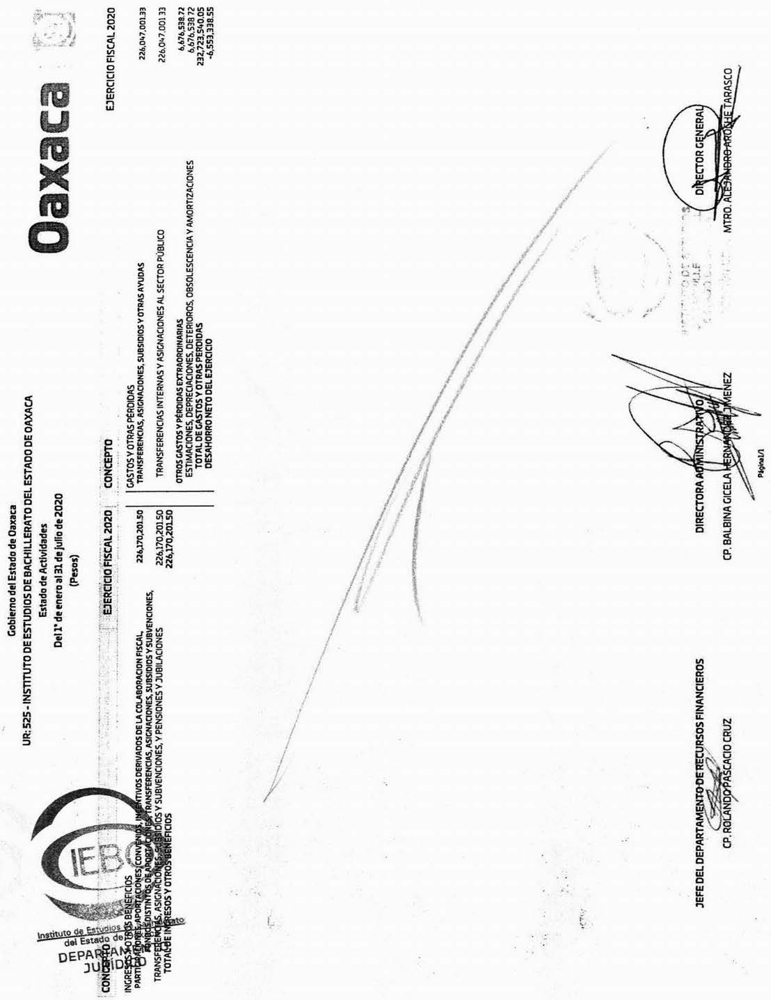 Gobierno del Estado de Oaxaca
UR: 525 - INSTITUTO DE ESTUDIOS DE BACHILLERATO DEL ESTADO DE OAXACA
Estado de Actividades
Del 1° de enero al 31 de julio de 2020
(Pesos)
Oaxaca
IEBO
Instituto de Estudios
del Estado de
DEPARTAMENTO
JURÍDICO
CONCEPTO EJERCICIO FISCAL 2020 CONCEPTO EJERCICIO FISCAL 2020
INGRESOS Y OTROS BENEFICIOS
PARTICIPACIONES, APORTACIONES, CONVENIOS, INCENTIVOS DERIVADOS DE LA COLABORACION FISCAL,
FONDOS DISTINTOS DE APORTACIONES, TRANSFERENCIAS, ASIGNACIONES, SUBSIDIOS Y SUBVENCIONES,
226,170,201.50
TRANSFERENCIAS, ASIGNACIONES, SUBSIDIOS Y SUBVENCIONES, Y PENSIONES Y JUBILACIONES 226,170,201.50
TOTAL DE INGRESOS Y OTROS BENEFICIOS 226,170,201.50
GASTOS Y OTRAS PÉRDIDAS
TRANSFERENCIAS, ASIGNACIONES, SUBSIDIOS Y OTRAS AYUDAS 226,047,001.33
TRANSFERENCIAS INTERNAS Y ASIGNACIONES AL SECTOR PÚBLICO 226,047,001.33
OTROS GASTOS Y PÉRDIDAS EXTRAORDINARIAS 6,676,538.72
ESTIMACIONES, DEPRECIACIONES, DETERIOROS, OBSOLESCENCIA Y AMORTIZACIONES 6,676,538.72
TOTAL DE GASTOS Y OTRAS PERDIDAS 232,723,540.05
DESAHORRO NETO DEL EJERCICIO -6,553,338.55
JEFE DEL DEPARTAMENTO DE RECURSOS FINANCIEROS
CP. ROLANDO PASCACIO CRUZ
DIRECTORA ADMINISTRATIVO
CP. BALBINA GICELA HERNANDEZ JIMENEZ
DIRECTOR GENERAL
MTRO. ALEJANDRO AROCHE TARASCO
Página1/1